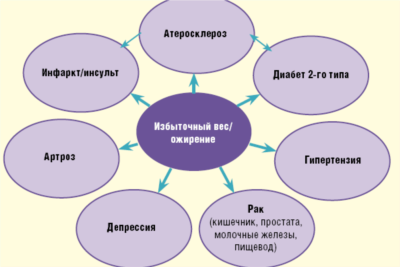 Атеросклероз
Инфаркт/инсульт
Диабет 2-го типа
Избыточный вес/
ожирение
Артроз
Гипертензия
Депрессия
Рак
(кишечник, простата,
молочные железы,
пищевод)